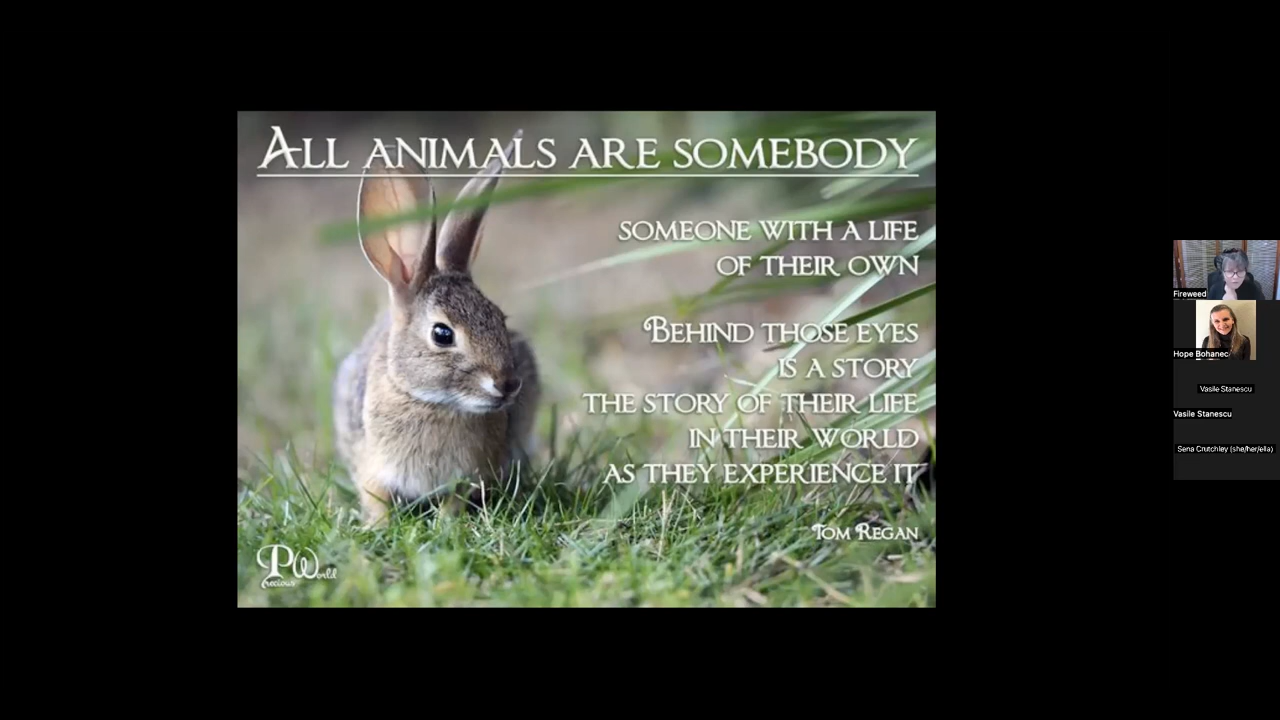 ALL ANIMALS ARE SOMEBODY
SOMEONE WITH A LIFE
OF THEIR OWN
BEHIND THOSE EYES
IS A STORY
THE STORY OF THEIR LIFE
IN THEIR WORLD
AS THEY EXPERIENCE IT
TOM REGAN
Precious World
Fireweed
Hope Bohanec
Vasile Stanescu
Vasile Stanescu
Sena Crutchley (she/her/ella)